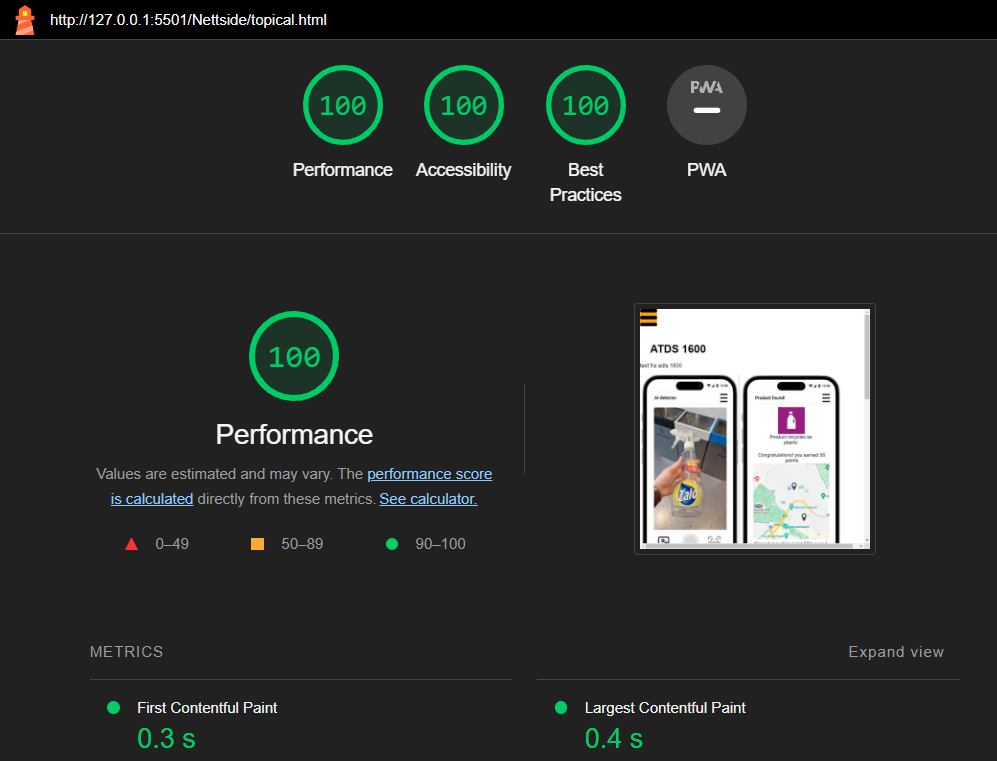 http://127.0.0.1:5501/Nettside/topical.html
100
100
100
PWA
Performance
Accessibility
Best
Practices
PWA
100
Performance
Values are estimated and may vary. The performance score
is calculated directly from these metrics. See calculator.
0–49
50–89
90–100
ATDS 1600
text fra adts 1600
AI detector
Zalo
Product found!
Product recycles as
plastic
Congratulations! you earned 50
points
METRICS
Expand view
First Contentful Paint
0.3 s
Largest Contentful Paint
0.4 s